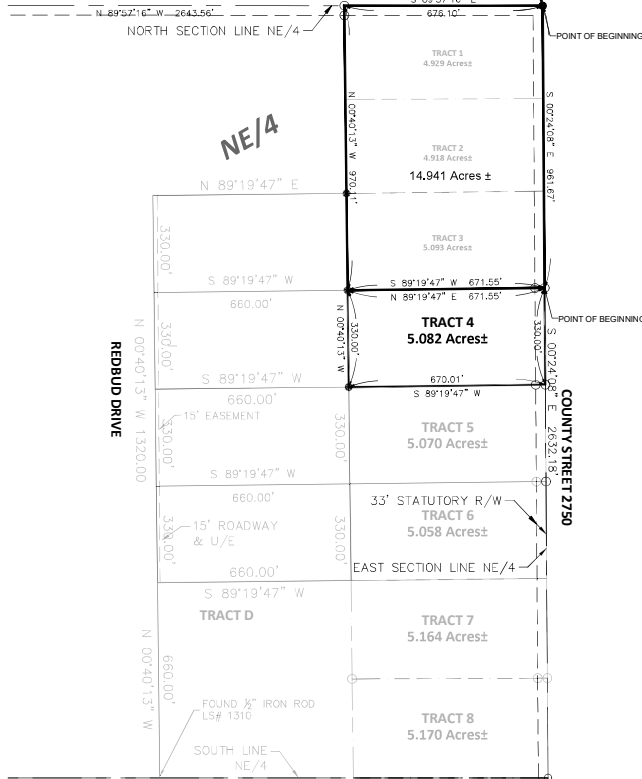 S 89°57'16" E
N 89°57'16" W 2643.56'
676.10'
NORTH SECTION LINE NE/4
POINT OF BEGINNING
TRACT 1
4.929 Acres±
NE/4
N 00°40'13" W 970.11'
S 00°24'08" E 961.67'
TRACT 2
4.918 Acres±
14.941 Acres ±
N 89°19'47" E
TRACT 3
5.093 Acres±
330.00'
S 89°19'47" W
S 89°19'47" W 671.55'
N 89°19'47" E 671.55'
660.00'
POINT OF BEGINNING
TRACT 4
5.082 Acres±
N 00°40'13" W
330.00'
330.00'
S 00°24'08" E 2632.18'
330.00'
N 00°40'13" W 1320.00
REDBUD DRIVE
S 89°19'47" W
670.01'
S 89°19'47" W
660.00'
COUNTY STREET 2750
15' EASEMENT
330.00'
330.00'
TRACT 5
5.070 Acres±
S 89°19'47" W
660.00'
33' STATUTORY R/W
TRACT 6
5.058 Acres±
15' ROADWAY
& U/E
330.00'
330.00'
EAST SECTION LINE NE/4
660.00'
S 89°19'47" W
TRACT D
TRACT 7
5.164 Acres±
N 00°40'13" W
660.00'
FOUND ½" IRON ROD
LS# 1310
TRACT 8
5.170 Acres±
SOUTH LINE
NE/4